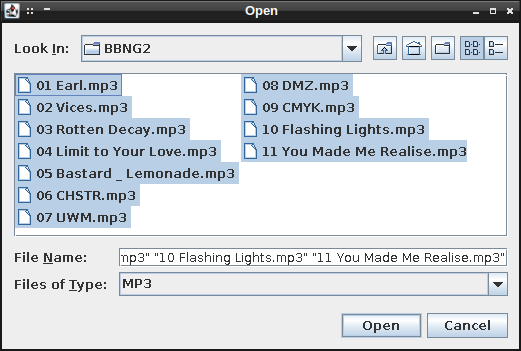 Open
Look In: BBNG2
01 Earl.mp3
02 Vices.mp3
03 Rotten Decay.mp3
04 Limit to Your Love.mp3
05 Bastard _ Lemonade.mp3
06 CHSTR.mp3
07 UWM.mp3
08 DMZ.mp3
09 CMYK.mp3
10 Flashing Lights.mp3
11 You Made Me Realise.mp3
File Name: mp3" "10 Flashing Lights.mp3" "11 You Made Me Realise.mp3"
Files of Type: MP3
Open Cancel